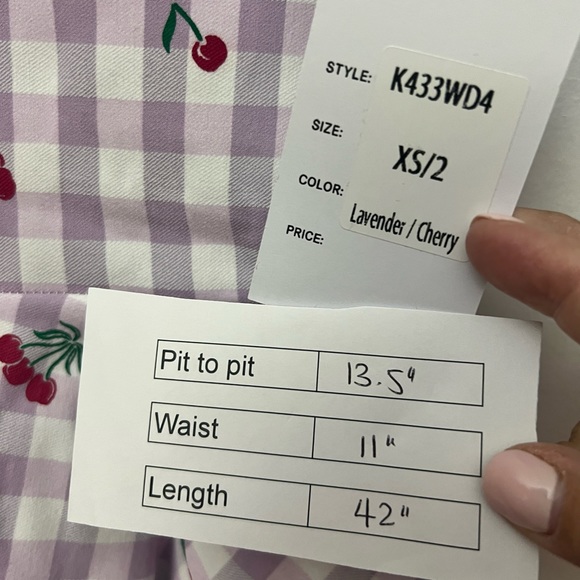 STYLE: K433WD4
SIZE: XS/2
COLOR: Lavender / Cherry
PRICE:
Pit to pit 13.5"
Waist 11"
Length 42"